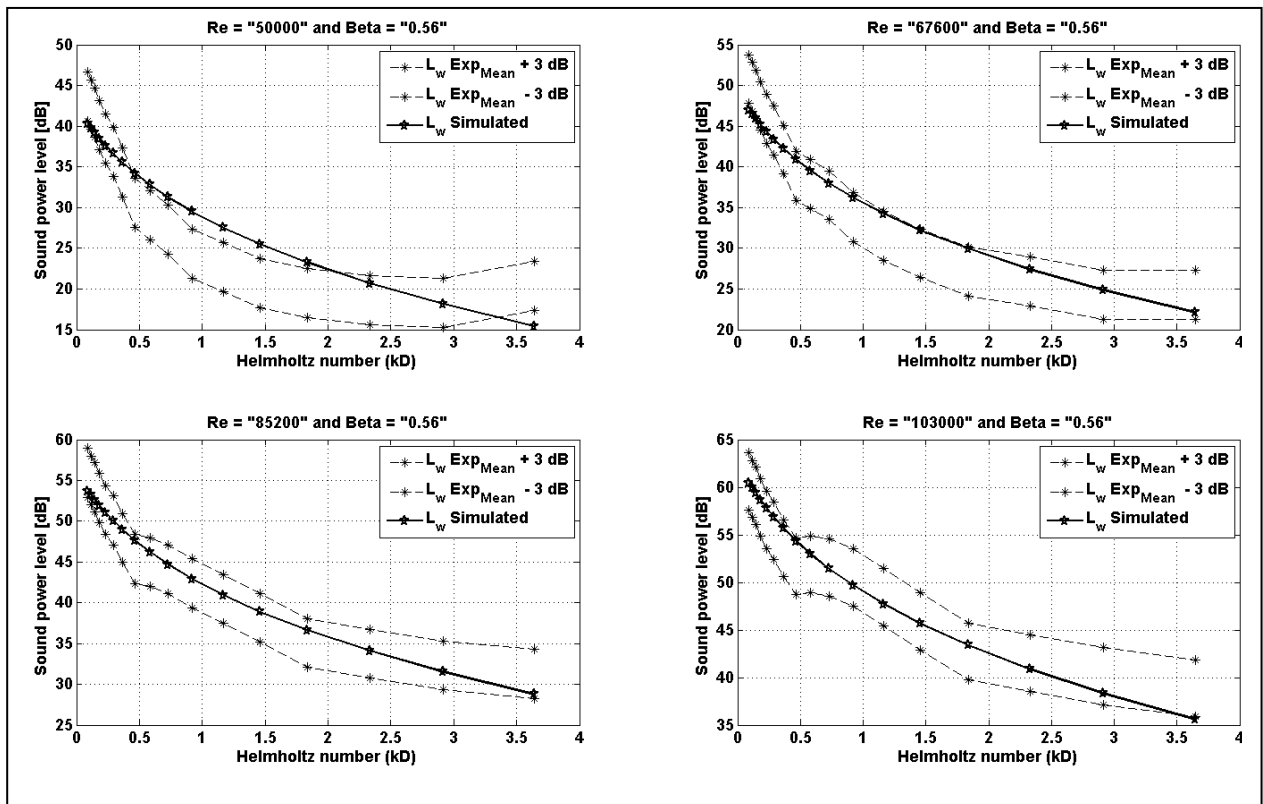 Re = "50000" and Beta = "0.56"
50
45
40
35
30
25
20
15
Sound power level [dB]
L_w Exp_Mean + 3 dB
L_w Exp_Mean - 3 dB
L_w Simulated
0 0.5 1 1.5 2 2.5 3 3.5 4
Helmholtz number (kD)
Re = "67600" and Beta = "0.56"
55
50
45
40
35
30
25
20
Sound power level [dB]
L_w Exp_Mean + 3 dB
L_w Exp_Mean - 3 dB
L_w Simulated
0 0.5 1 1.5 2 2.5 3 3.5 4
Helmholtz number (kD)
Re = "85200" and Beta = "0.56"
60
55
50
45
40
35
30
25
Sound power level [dB]
L_w Exp_Mean + 3 dB
L_w Exp_Mean - 3 dB
L_w Simulated
0 0.5 1 1.5 2 2.5 3 3.5 4
Helmholtz number (kD)
Re = "103000" and Beta = "0.56"
65
60
55
50
45
40
35
Sound power level [dB]
L_w Exp_Mean + 3 dB
L_w Exp_Mean - 3 dB
L_w Simulated
0 0.5 1 1.5 2 2.5 3 3.5 4
Helmholtz number (kD)